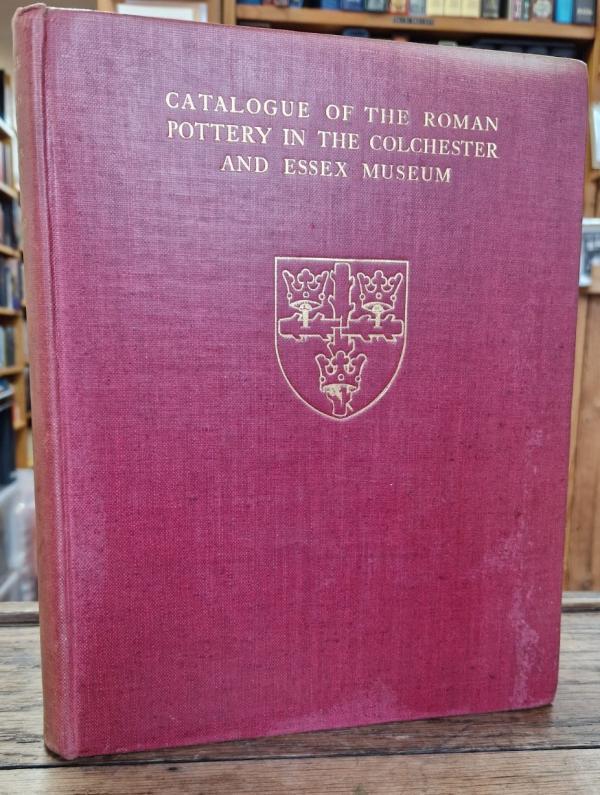 CATALOGUE OF THE ROMAN
POTTERY IN THE COLCHESTER
AND ESSEX MUSEUM